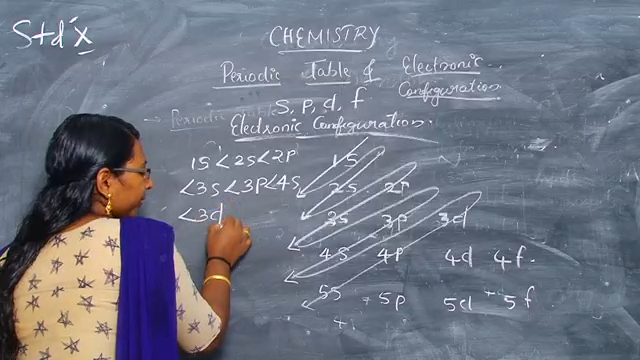 Std x
CHEMISTRY
Periodic Table & Electronic Configuration
S, P, d, f
Electronic Configuration
1S < 2S < 2P
< 3S < 3P < 4S
< 3d
1S
2S 2P
3S 3P 3d
4S 4P 4d 4f
5S 5P 5d 5f